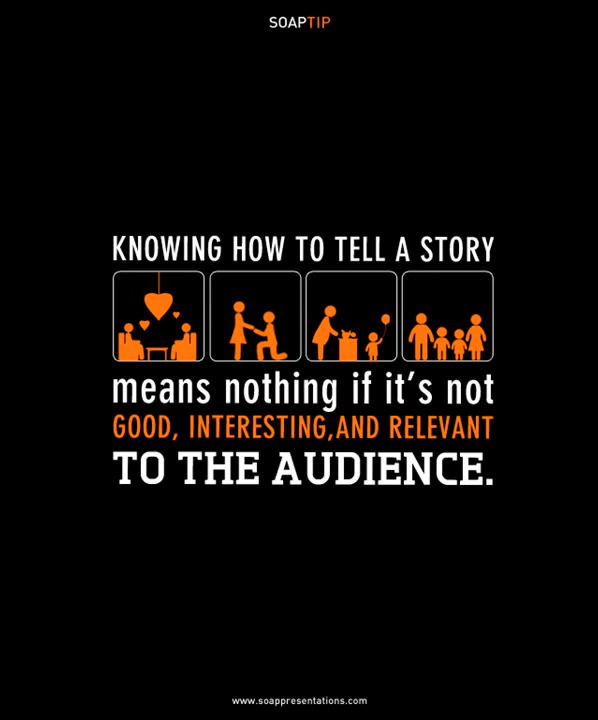 SOAPTIP
KNOWING HOW TO TELL A STORY
means nothing if it's not
GOOD, INTERESTING,AND RELEVANT
TO THE AUDIENCE.
www.soappresentations.com